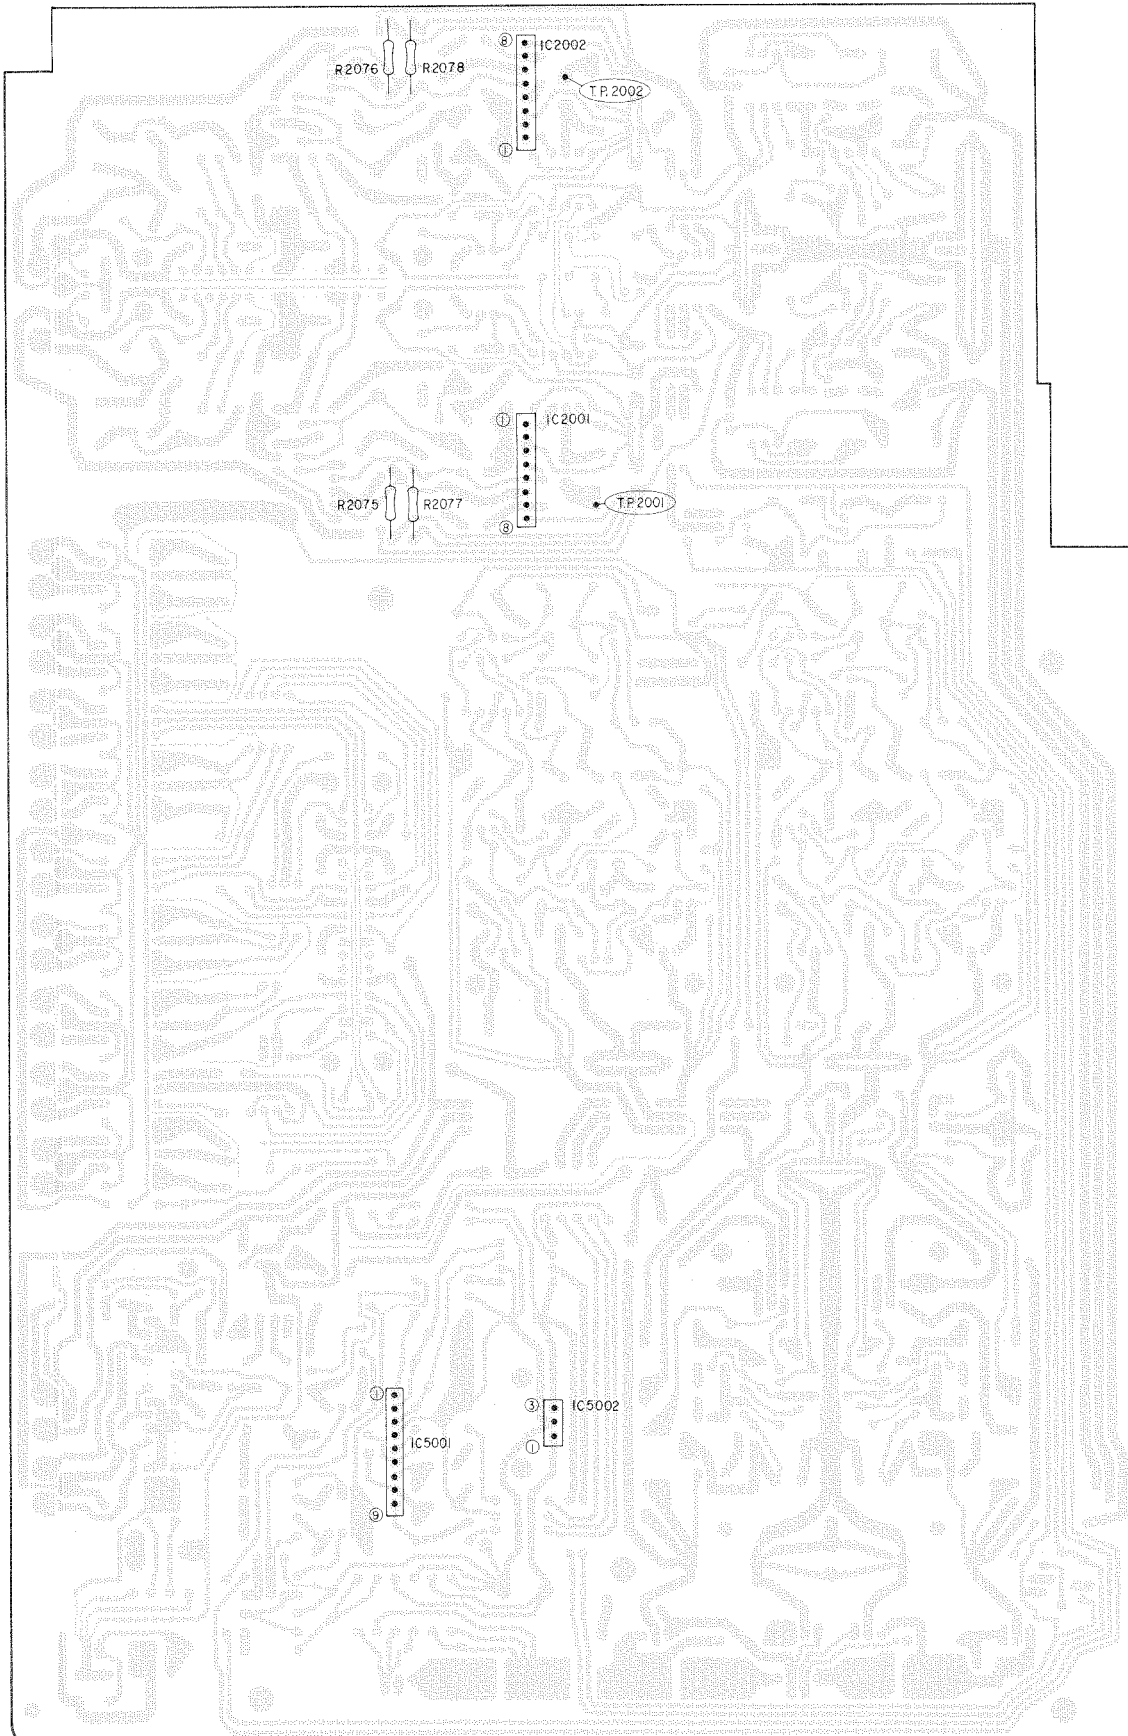 ⑧ IC2002
R2076 R2078
T.P.2002
①
① IC2001
R2075 R2077
T.P.2001
⑧
①
③ IC5002
IC5001
①
⑨